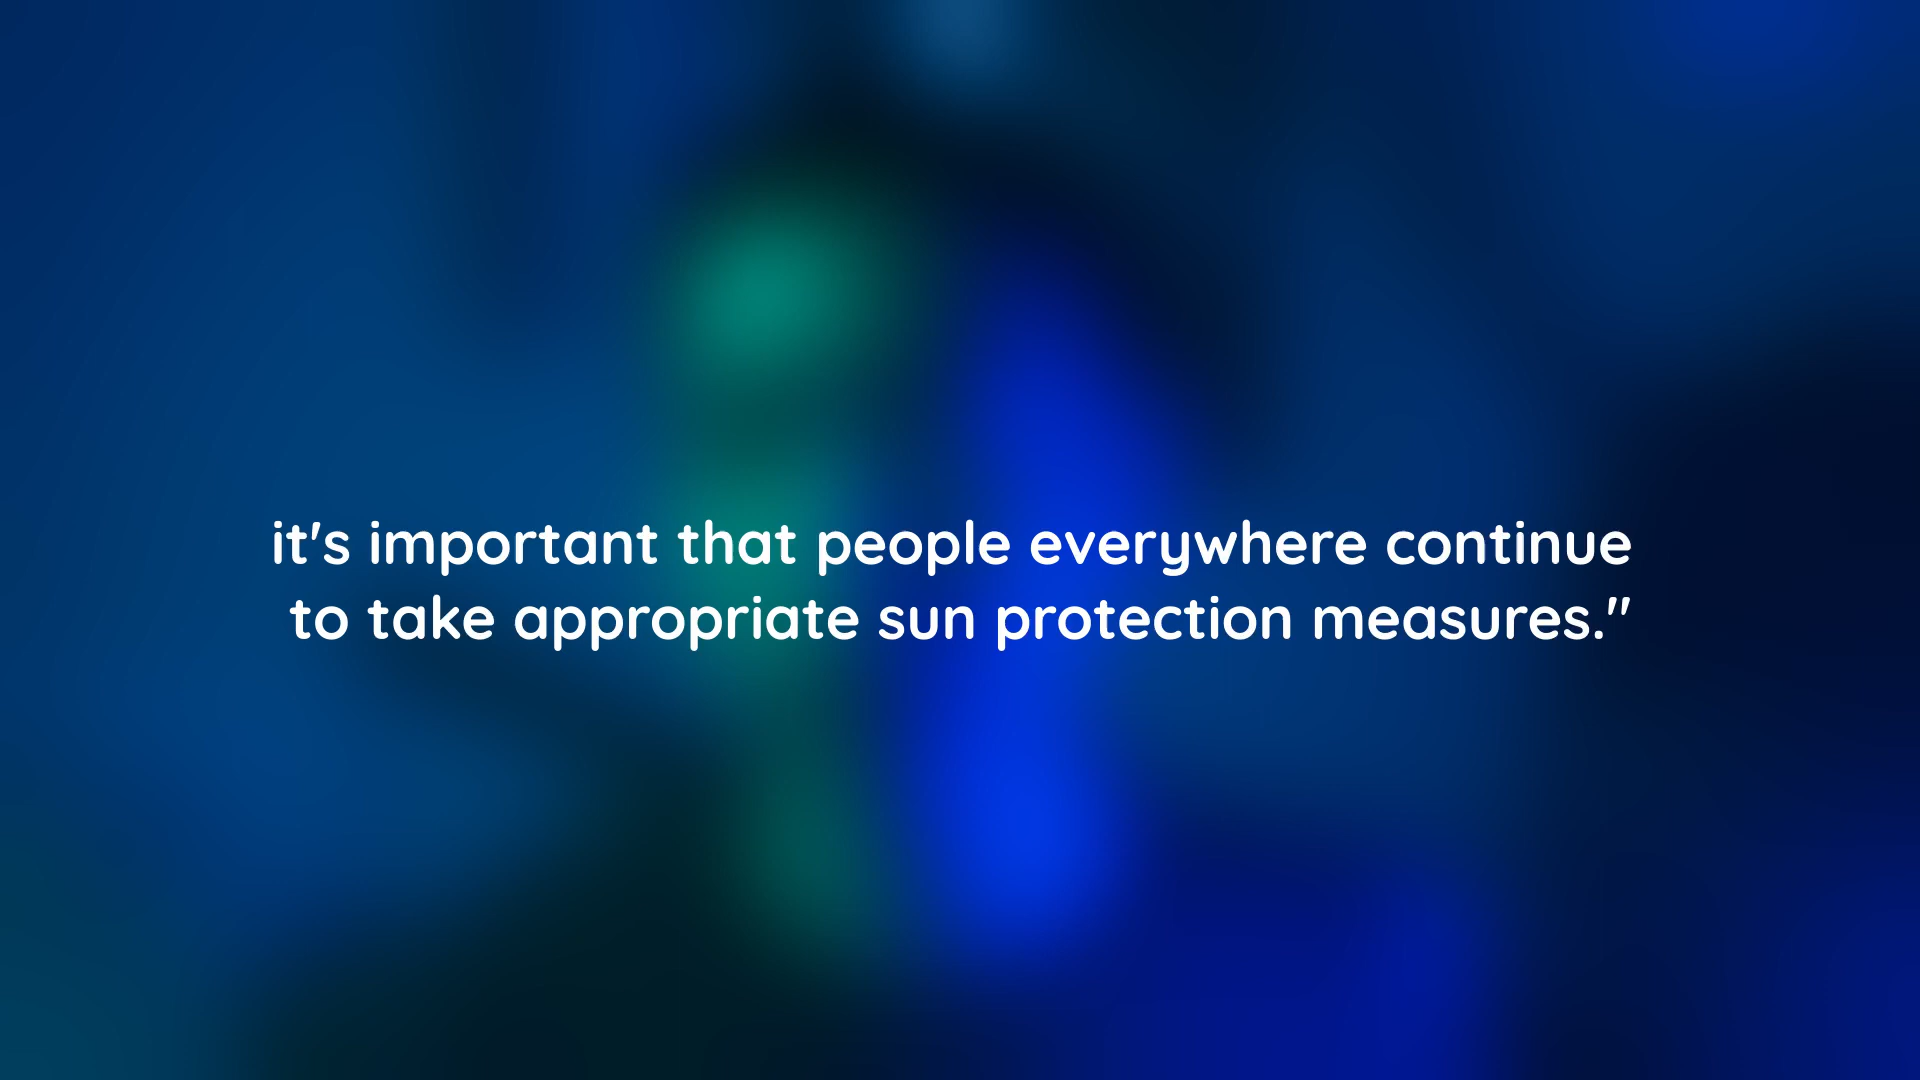 it's important that people everywhere continue
to take appropriate sun protection measures."